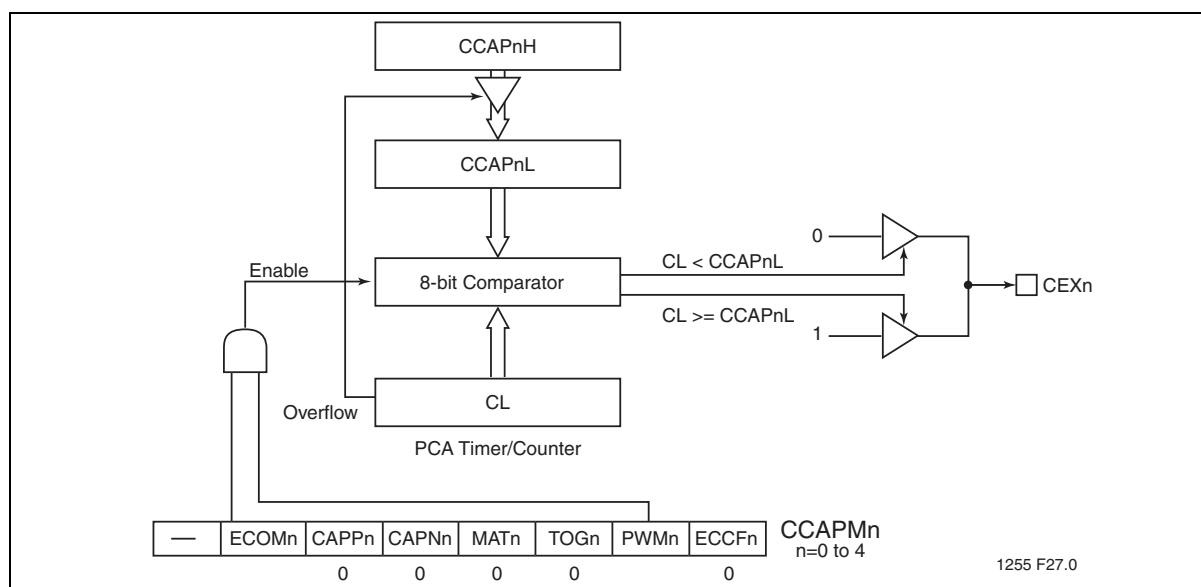 CCAPnH
CCAPnL
0
CL < CCAPnL
Enable
8-bit Comparator
CEXn
CL >= CCAPnL
1
CL
Overflow
PCA Timer/Counter
— ECOMn CAPPn CAPNn MATn TOGn PWMn ECCFn CCAPMn
n=0 to 4
0 0 0 0 0
1255 F27.0